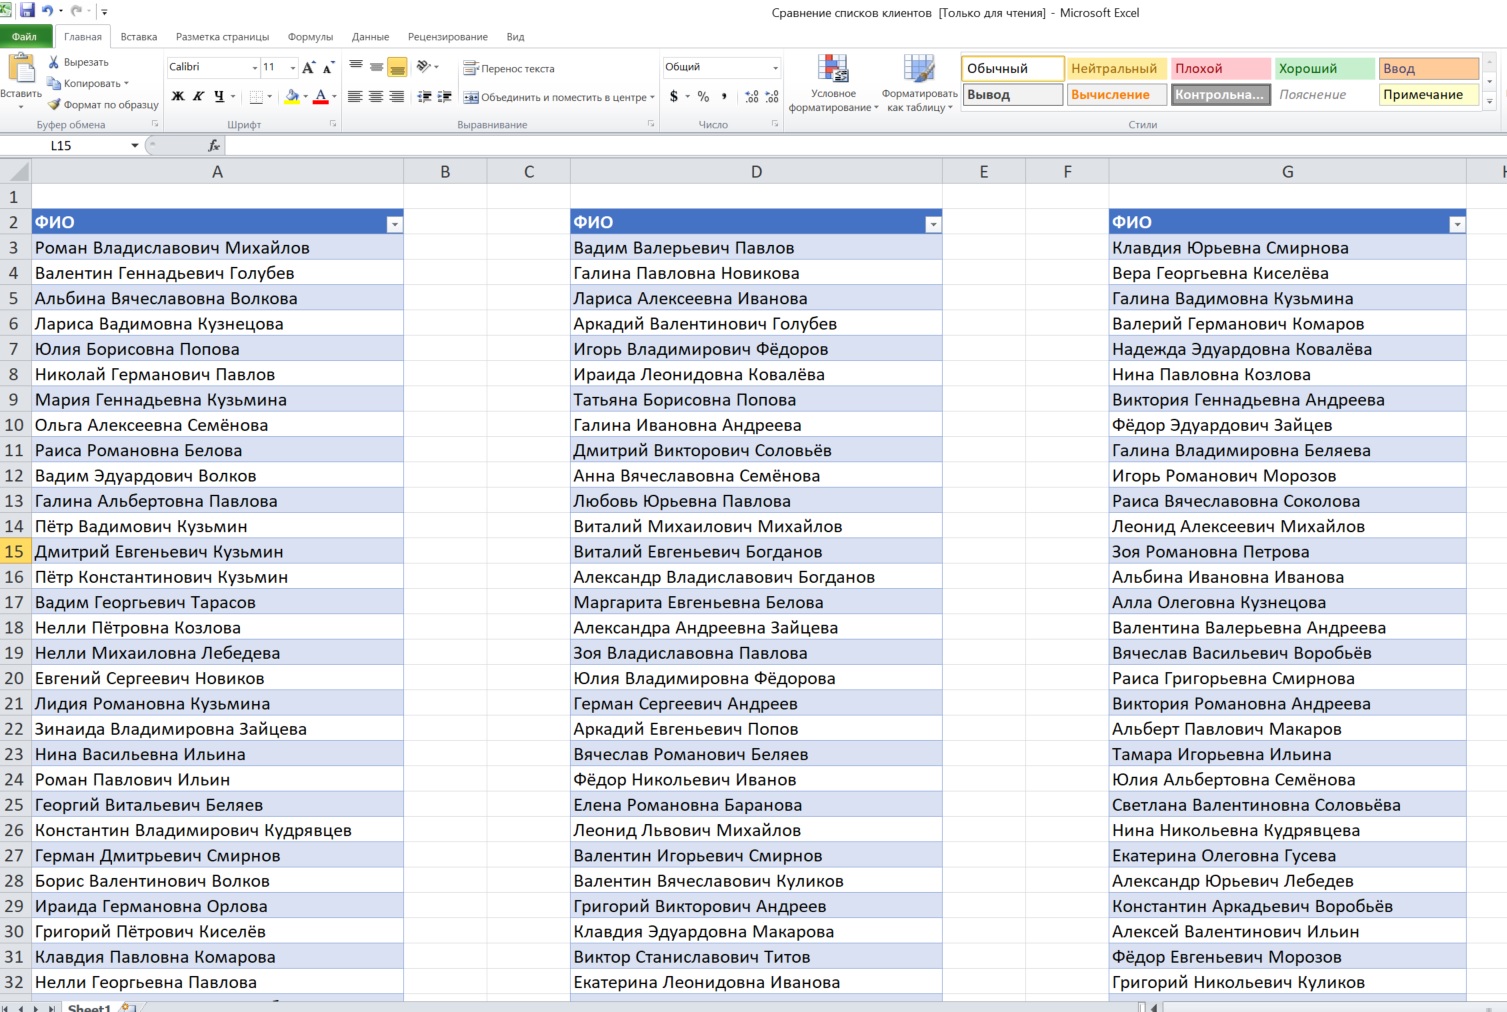 Сравнение списков клиентов [Только для чтения] - Microsoft Excel
Файл Главная Вставка Разметка страницы Формулы Данные Рецензирование Вид
Вставить
Вырезать
Копировать
Формат по образцу
Буфер обмена
Calibri 11
Ж К Ч А
Шрифт
Перенос текста
Объединить и поместить в центре
Выравнивание
Общий
$ % ,
Число
Условное форматирование
Форматировать как таблицу
Обычный Нейтральный Плохой Хороший Ввод
Вывод Вычисление Контрольна... Пояснение Примечание
Стили
L15 fx
A B C D E F G
1
2 ФИО ФИО ФИО
3 Роман Владиславович Михайлов Вадим Валерьевич Павлов Клавдия Юрьевна Смирнова
4 Валентин Геннадьевич Голубев Галина Павловна Новикова Вера Георгьевна Киселёва
5 Альбина Вячеславовна Волкова Лариса Алексеевна Иванова Галина Вадимовна Кузьмина
6 Лариса Вадимовна Кузнецова Аркадий Валентинович Голубев Валерий Германович Комаров
7 Юлия Борисовна Попова Игорь Владимирович Фёдоров Надежда Эдуардовна Ковалёва
8 Николай Германович Павлов Ираида Леонидовна Ковалёва Нина Павловна Козлова
9 Мария Геннадьевна Кузьмина Татьяна Борисовна Попова Виктория Геннадьевна Андреева
10 Ольга Алексеевна Семёнова Галина Ивановна Андреева Фёдор Эдуардович Зайцев
11 Раиса Романовна Белова Дмитрий Викторович Соловьёв Галина Владимировна Беляева
12 Вадим Эдуардович Волков Анна Вячеславовна Семёнова Игорь Романович Морозов
13 Галина Альбертовна Павлова Любовь Юрьевна Павлова Раиса Вячеславовна Соколова
14 Пётр Вадимович Кузьмин Виталий Михаилович Михайлов Леонид Алексеевич Михайлов
15 Дмитрий Евгеньевич Кузьмин Виталий Евгеньевич Богданов Зоя Романовна Петрова
16 Пётр Константинович Кузьмин Александр Владиславович Богданов Альбина Ивановна Иванова
17 Вадим Георгьевич Тарасов Маргарита Евгеньевна Белова Алла Олеговна Кузнецова
18 Нелли Пётровна Козлова Александра Андреевна Зайцева Валентина Валерьевна Андреева
19 Нелли Михаиловна Лебедева Зоя Владиславовна Павлова Вячеслав Васильевич Воробьёв
20 Евгений Сергеевич Новиков Юлия Владимировна Фёдорова Раиса Григорьевна Смирнова
21 Лидия Романовна Кузьмина Герман Сергеевич Андреев Виктория Романовна Андреева
22 Зинаида Владимировна Зайцева Аркадий Евгеньевич Попов Альберт Павлович Макаров
23 Нина Васильевна Ильина Вячеслав Романович Беляев Тамара Игорьевна Ильина
24 Роман Павлович Ильин Фёдор Никольевич Иванов Юлия Альбертовна Семёнова
25 Георгий Витальевич Беляев Елена Романовна Баранова Светлана Валентиновна Соловьёва
26 Константин Владимирович Кудрявцев Леонид Львович Михайлов Нина Никольевна Кудрявцева
27 Герман Дмитрьевич Смирнов Валентин Игорьевич Смирнов Екатерина Олеговна Гусева
28 Борис Валентинович Волков Валентин Вячеславович Куликов Александр Юрьевич Лебедев
29 Ираида Германовна Орлова Григорий Викторович Андреев Константин Аркадьевич Воробьёв
30 Григорий Пётрович Киселёв Клавдия Эдуардовна Макарова Алексей Валентинович Ильин
31 Клавдия Павловна Комарова Виктор Станиславович Титов Фёдор Евгеньевич Морозов
32 Нелли Георгьевна Павлова Екатерина Леонидовна Иванова Григорий Никольевич Куликов
Sheet1